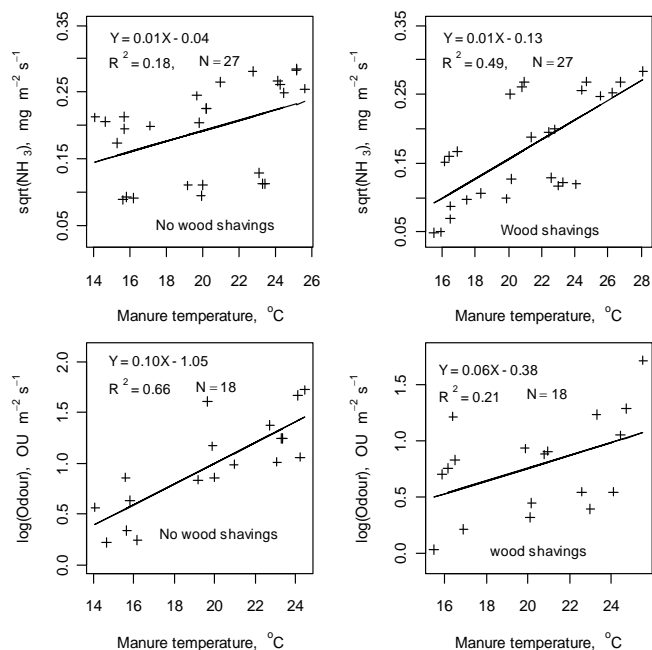 Y = 0.01X - 0.04
R² = 0.18, N = 27
sqrt(NH₃), mg m⁻² s⁻¹
0.05 0.15 0.25 0.35
No wood shavings
14 16 18 20 22 24 26
Manure temperature, °C
Y = 0.01X - 0.13
R² = 0.49, N = 27
sqrt(NH₃), mg m⁻² s⁻¹
0.05 0.15 0.25 0.35
Wood shavings
16 18 20 22 24 26 28
Manure temperature, °C
Y = 0.10X - 1.05
R² = 0.66 N = 18
log(Odour), OU m⁻² s⁻¹
0.0 0.5 1.0 1.5 2.0
No wood shavings
14 16 18 20 22 24
Manure temperature, °C
Y = 0.06X - 0.38
R² = 0.21 N = 18
log(Odour), OU m⁻² s⁻¹
0.0 0.5 1.0 1.5
wood shavings
16 18 20 22 24
Manure temperature, °C